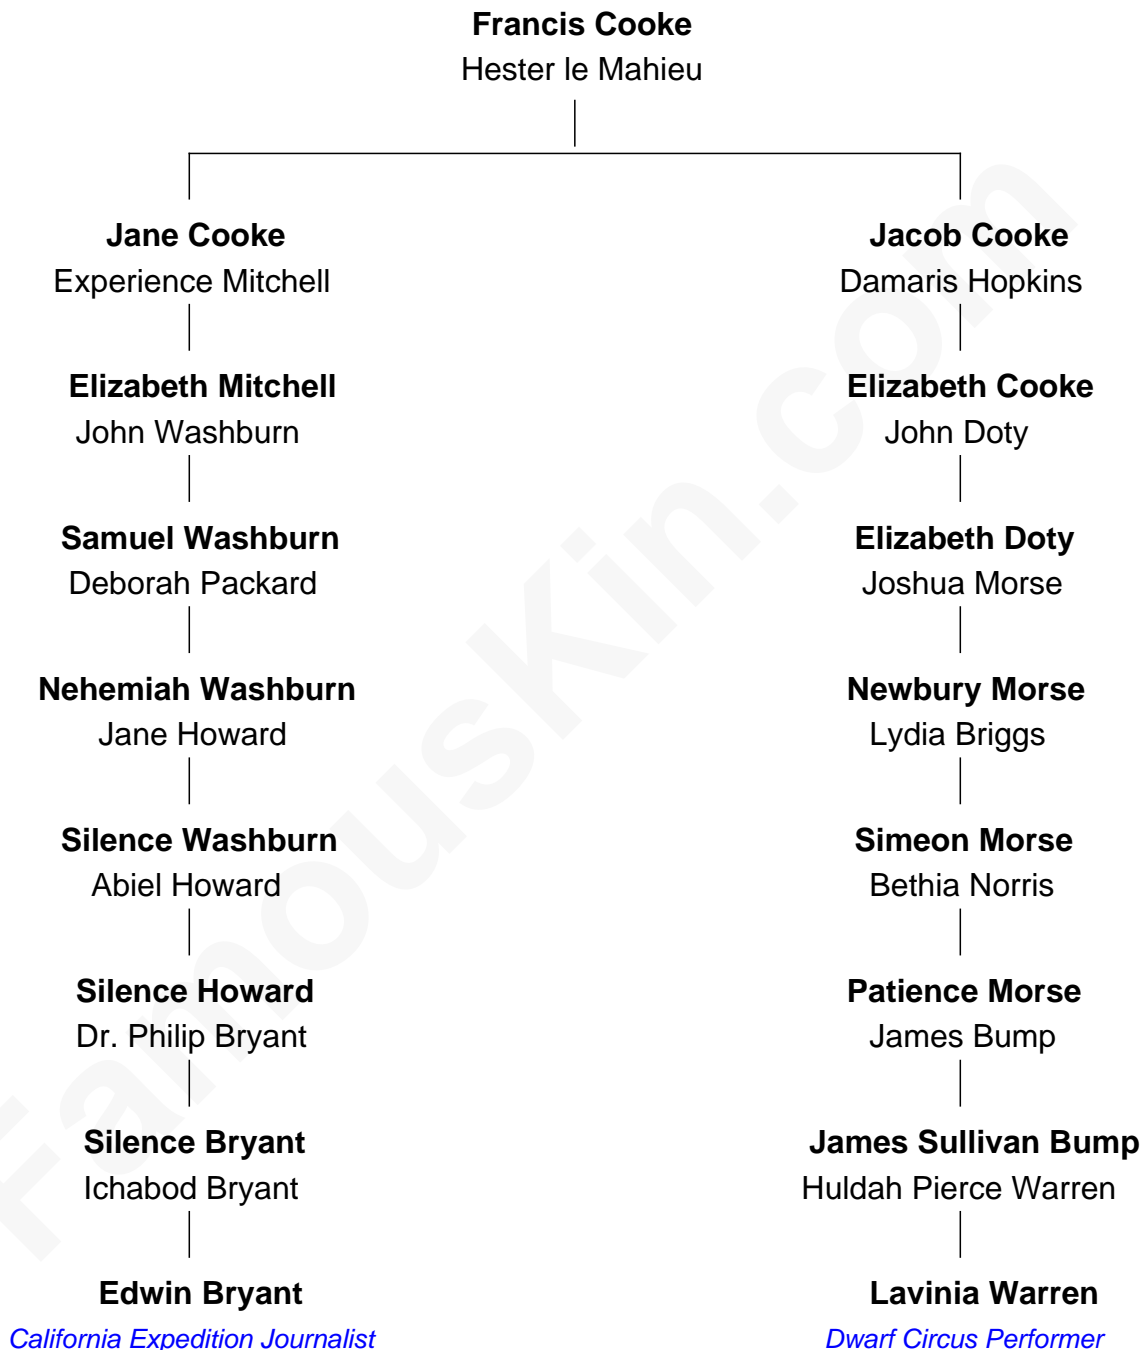 Francis Cooke
Hester le Mahieu
Jane Cooke
Experience Mitchell
Jacob Cooke
Damaris Hopkins
Elizabeth Mitchell
John Washburn
Elizabeth Cooke
John Doty
Samuel Washburn
Deborah Packard
Elizabeth Doty
Joshua Morse
Nehemiah Washburn
Jane Howard
Newbury Morse
Lydia Briggs
Silence Washburn
Abiel Howard
Simeon Morse
Bethia Norris
Silence Howard
Dr. Philip Bryant
Patience Morse
James Bump
Silence Bryant
Ichabod Bryant
James Sullivan Bump
Huldah Pierce Warren
Edwin Bryant
California Expedition Journalist
Lavinia Warren
Dwarf Circus Performer
FamousKin.com